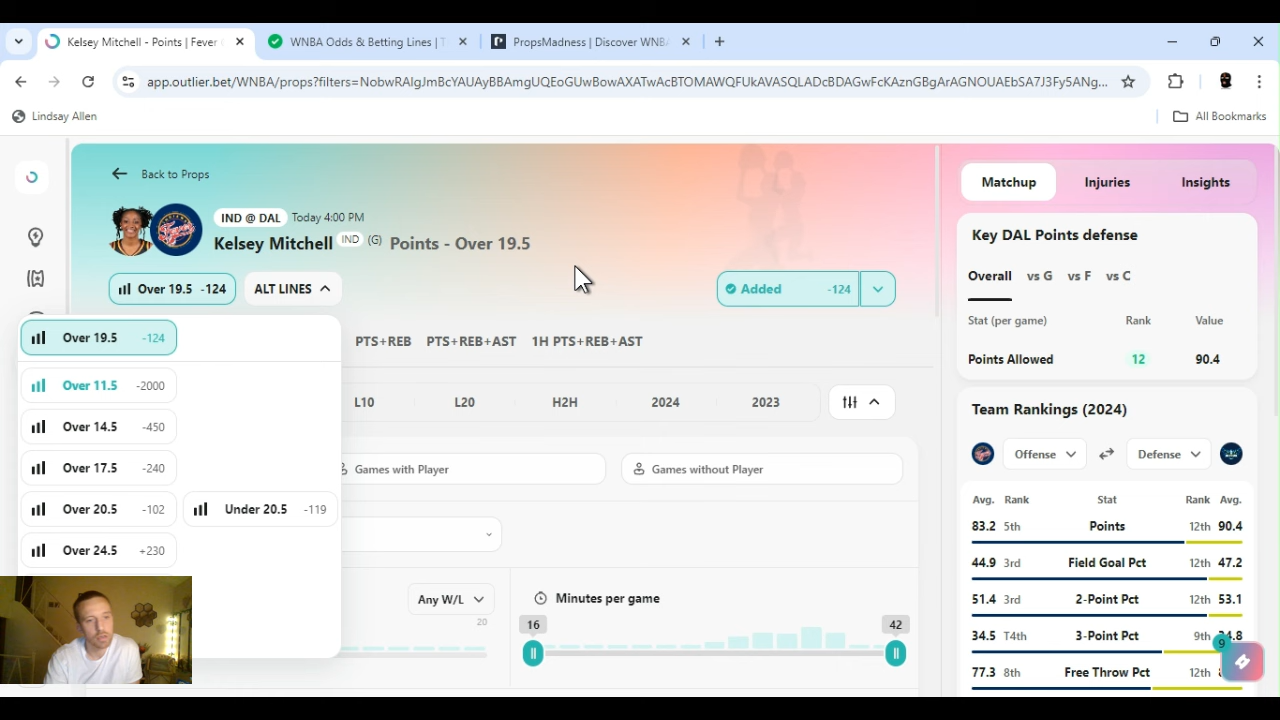 Kelsey Mitchell - Points | Fever
WNBA Odds & Betting Lines | T
PropsMadness | Discover WNB
app.outlier.bet/WNBA/props?filters=NobwRAlgJmBcYAUAyBBAmgUQEoGUwBowAXATwAcBTOMAWQFUkAVASQLADcBDAGwFcKAznGBgArAGNOUAEbSA7J3Fy5ANg...
Lindsay Allen
All Bookmarks
Back to Props
IND @ DAL Today 4:00 PM
Kelsey Mitchell IND (G) Points - Over 19.5
Over 19.5 -124
ALT LINES
Added -124
Over 19.5 -124
Over 11.5 -2000
Over 14.5 -450
Over 17.5 -240
Over 20.5 -102
Under 20.5 -119
Over 24.5 +230
PTS+REB PTS+REB+AST 1H PTS+REB+AST
L10 L20 H2H 2024 2023
Games with Player
Games without Player
Any W/L
20
Minutes per game
16 42
Matchup Injuries Insights
Key DAL Points defense
Overall vs G vs F vs C
Stat (per game) Rank Value
Points Allowed 12 90.4
Team Rankings (2024)
Offense Defense
Avg. Rank Stat Rank Avg.
83.2 5th Points 12th 90.4
44.9 3rd Field Goal Pct 12th 47.2
51.4 3rd 2-Point Pct 12th 53.1
34.5 T4th 3-Point Pct 9th
9
77.3 8th Free Throw Pct 12th